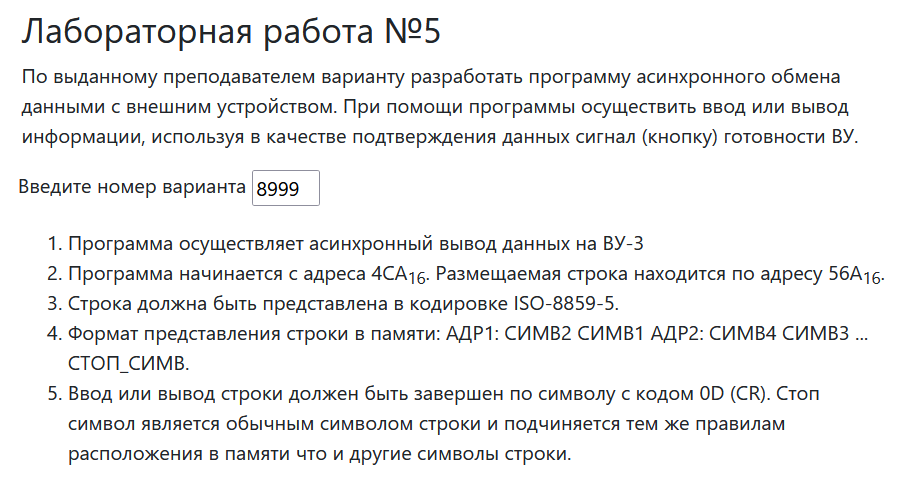 Лабораторная работа №5
По выданному преподавателем варианту разработать программу асинхронного обмена
данными с внешним устройством. При помощи программы осуществить ввод или вывод
информации, используя в качестве подтверждения данных сигнал (кнопку) готовности ВУ.
Введите номер варианта 8999
1. Программа осуществляет асинхронный вывод данных на ВУ-3
2. Программа начинается с адреса 4CA16. Размещаемая строка находится по адресу 56A16.
3. Строка должна быть представлена в кодировке ISO-8859-5.
4. Формат представления строки в памяти: АДР1: СИМВ2 СИМВ1 АДР2: СИМВ4 СИМВ3 ...
СТОП_СИМВ.
5. Ввод или вывод строки должен быть завершен по символу с кодом 0D (CR). Стоп
символ является обычным символом строки и подчиняется тем же правилам
расположения в памяти что и другие символы строки.